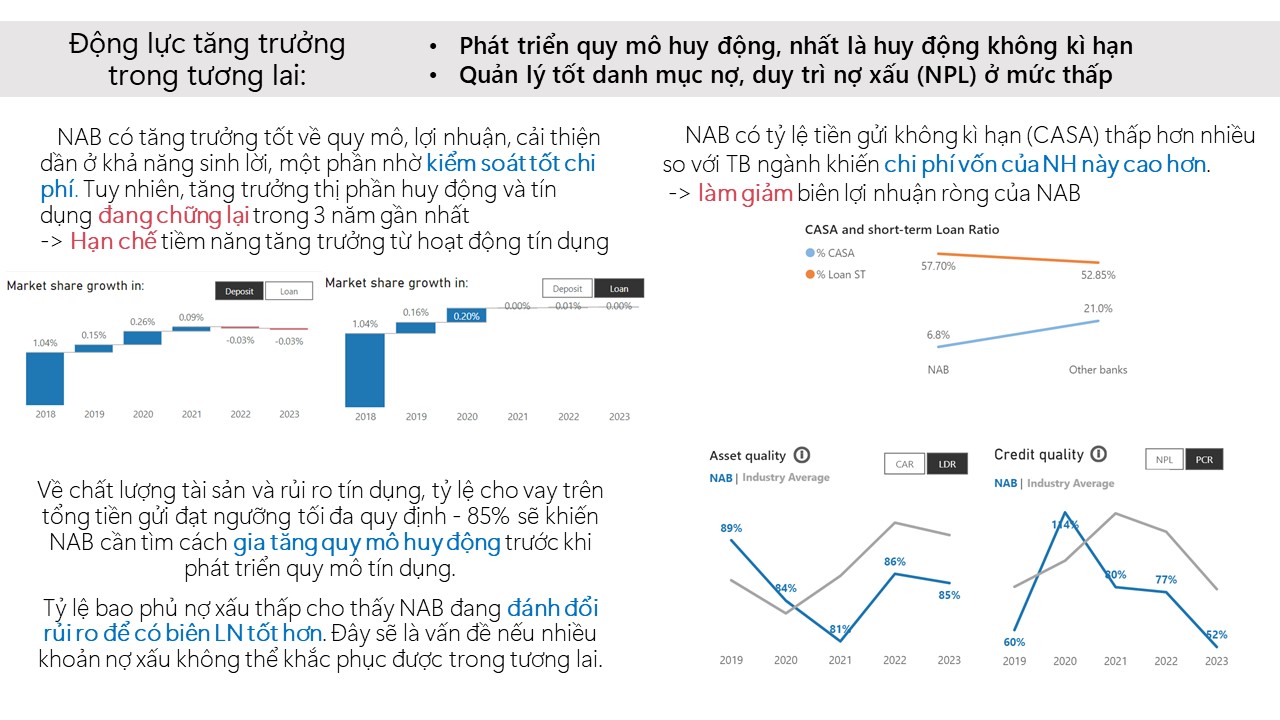 Động lực tăng trưởng
trong tương lai:
• Phát triển quy mô huy động, nhất là huy động không kì hạn
• Quản lý tốt danh mục nợ, duy trì nợ xấu (NPL) ở mức thấp
NAB có tăng trưởng tốt về quy mô, lợi nhuận, cải thiện
dần ở khả năng sinh lời, một phần nhờ kiểm soát tốt chi
phí. Tuy nhiên, tăng trưởng thị phần huy động và tín
dụng đang chững lại trong 3 năm gần nhất
-> Hạn chế tiềm năng tăng trưởng từ hoạt động tín dụng
Market share growth in:
Deposit Loan
1.04% 0.15% 0.26% 0.09% -0.03% -0.03%
2018 2019 2020 2021 2022 2023
Market share growth in:
Deposit Loan
1.04% 0.16% 0.20% 0.00% -0.01% 0.00%
2018 2019 2020 2021 2022 2023
Về chất lượng tài sản và rủi ro tín dụng, tỷ lệ cho vay trên
tổng tiền gửi đạt ngưỡng tối đa quy định - 85% sẽ khiến
NAB cần tìm cách gia tăng quy mô huy động trước khi
phát triển quy mô tín dụng.
Tỷ lệ bao phủ nợ xấu thấp cho thấy NAB đang đánh đổi
rủi ro để có biên LN tốt hơn. Đây sẽ là vấn đề nếu nhiều
khoản nợ xấu không thể khắc phục được trong tương lai.
NAB có tỷ lệ tiền gửi không kì hạn (CASA) thấp hơn nhiều
so với TB ngành khiến chi phí vốn của NH này cao hơn.
-> làm giảm biên lợi nhuận ròng của NAB
CASA and short-term Loan Ratio
% CASA
% Loan ST
57.70% 52.85%
6.8% 21.0%
NAB Other banks
Asset quality
CAR LDR
NAB | Industry Average
89% 84% 81% 86% 85%
2019 2020 2021 2022 2023
Credit quality
NPL PCR
NAB | Industry Average
60% 114% 80% 77% 52%
2019 2020 2021 2022 2023